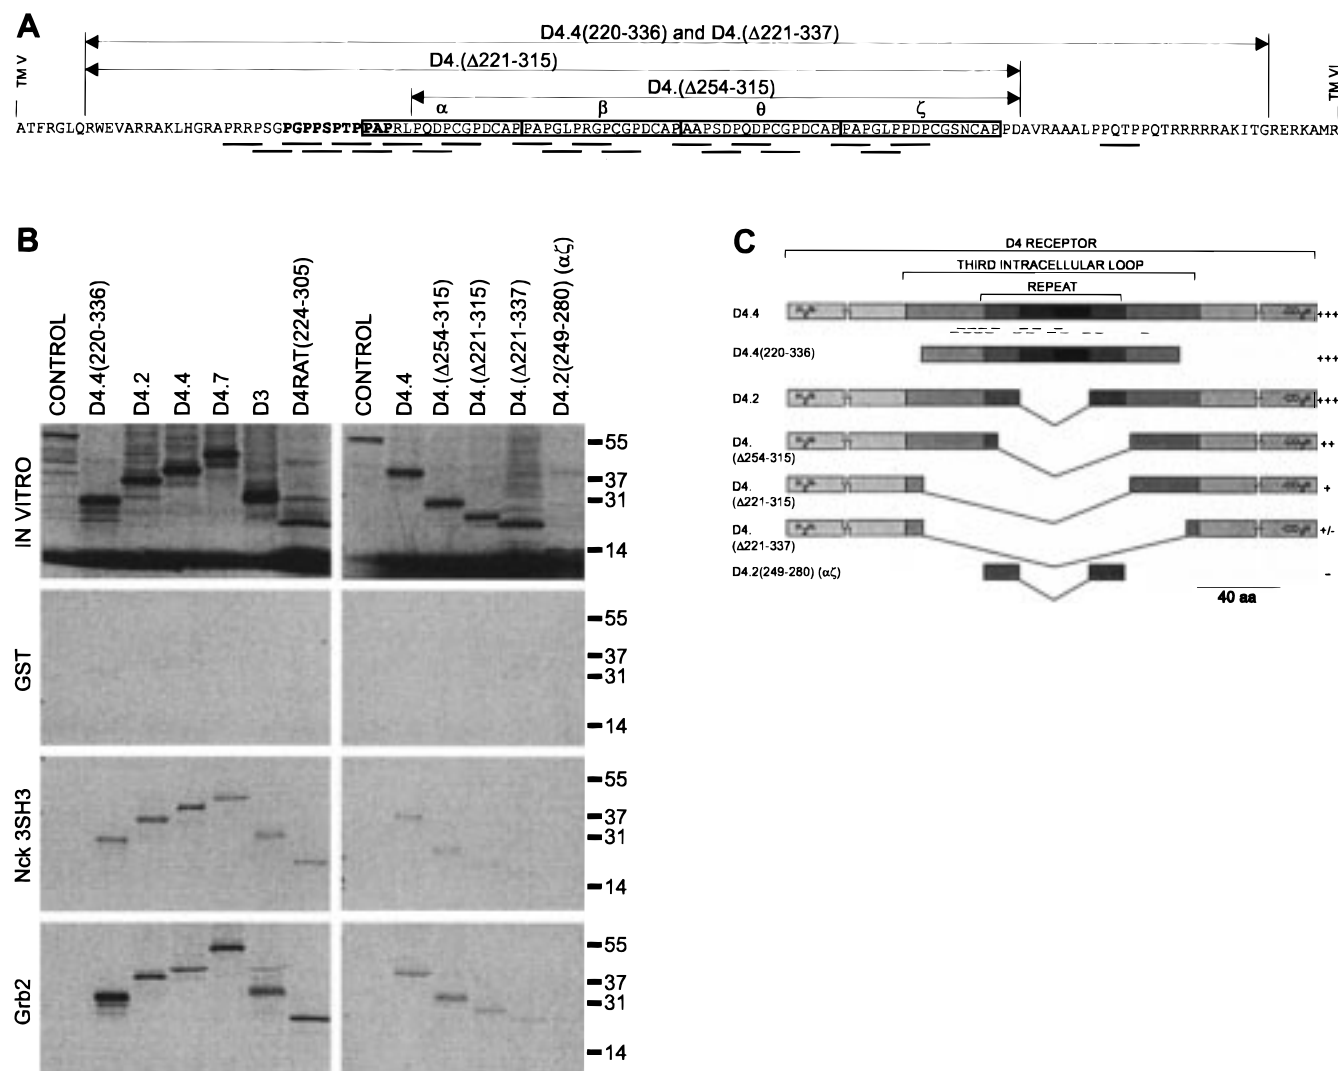 A
D4.4(220-336) and D4.(Δ221-337)
D4.(Δ221-315)
D4.(Δ254-315)
TM V
TM VI
α β θ ζ
ATFRGLQRWEVARRAKLHGRAPRRPSGPGPPSPTPPAPRLPQDPCGPDCAPPAPGLPRGPCGPDCAPAAPSDPQDPCGPDCAPPAPGLPPDPCGSNCAPPDAVRAAALPPQTPPQTRRRRRAKITGRERKAMR
B
CONTROL
D4.4(220-336)
D4.2
D4.4
D4.7
D3
D4RAT(224-305)
CONTROL
D4.4
D4.(Δ254-315)
D4.(Δ221-315)
D4.(Δ221-337)
D4.2(249-280) (αζ)
IN VITRO
55
37
31
14
GST
55
37
31
14
Nck 3SH3
55
37
31
14
Grb2
55
37
31
14
C
D4 RECEPTOR
THIRD INTRACELLULAR LOOP
REPEAT
D4.4 +++
D4.4(220-336) +++
D4.2 +++
D4. ++
(Δ254-315)
D4. +
(Δ221-315)
D4. +/-
(Δ221-337)
D4.2(249-280) (αζ) -
40 aa